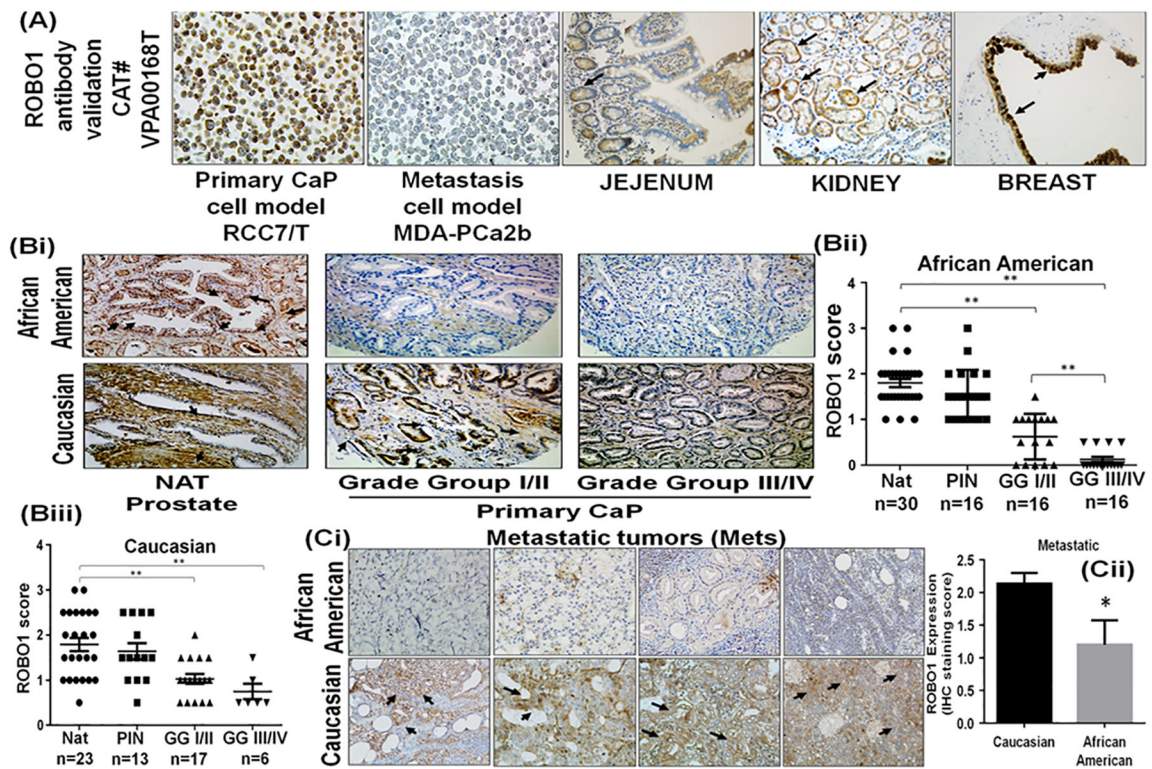 (A)
ROBO1
antibody
validation
CAT#
VPA00168T
Primary CaP
cell model
RCC7/T
Metastasis
cell model
MDA-PCa2b
JEJENUM
KIDNEY
BREAST
(Bi)
African
American
Caucasian
NAT
Prostate
Grade Group I/II
Grade Group III/IV
Primary CaP
(Bii)
African American
**
**
**
ROBO1 score
4
3
2
1
0
Nat
PIN
GG I/II
GG III/IV
n=30
n=16
n=16
n=16
(Biii)
Caucasian
**
**
ROBO1 score
4
3
2
1
0
Nat
PIN
GG I/II
GG III/IV
n=23
n=13
n=17
n=6
(Ci)
Metastatic tumors (Mets)
African
American
Caucasian
Metastatic
(Cii)
*
ROBO1 Expression
(IHC staining score)
2.5
2.0
1.5
1.0
0.5
0.0
Caucasian
African
American